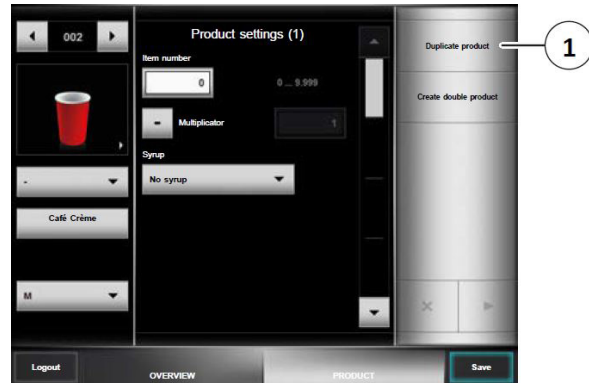 002
Product settings (1)
Item number
0
0 ... 9.999
- Multiplicator
1
Syrup
No syrup
-
Café Crème
M
Duplicate product
Create double product
1
Logout
OVERVIEW
PRODUCT
Save